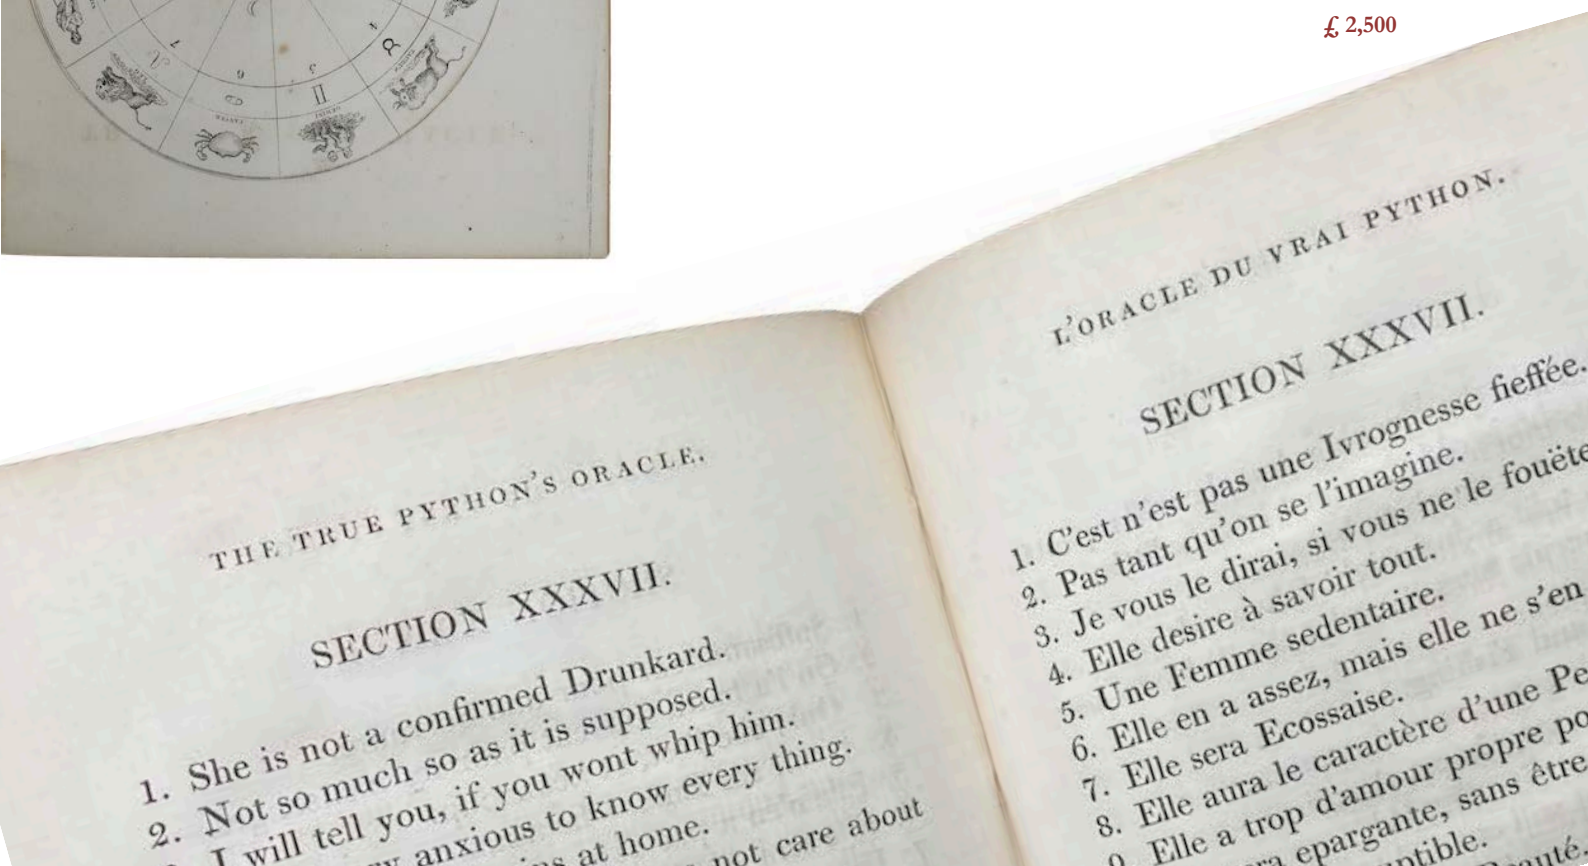 £ 2,500
THE TRUE PYTHON'S ORACLE.
SECTION XXXVII.
1. She is not a confirmed Drunkard.
2. Not so much so as it is supposed.
I will tell you, if you wont whip him.
anxious to know every thing.
at home.
not care about
L'ORACLE DU VRAI PYTHON.
SECTION XXXVII.
1. C'est n'est pas une Ivrognesse fieffée.
2. Pas tant qu'on se l'imagine.
3. Je vous le dirai, si vous ne le fouëte
4. Elle desire à savoir tout.
5. Une Femme sedentaire.
6. Elle en a assez, mais elle ne s'en
7. Elle sera Ecossaise.
8. Elle aura le caractère d'une Pe
9. Elle a trop d'amour propre po
epargante, sans être